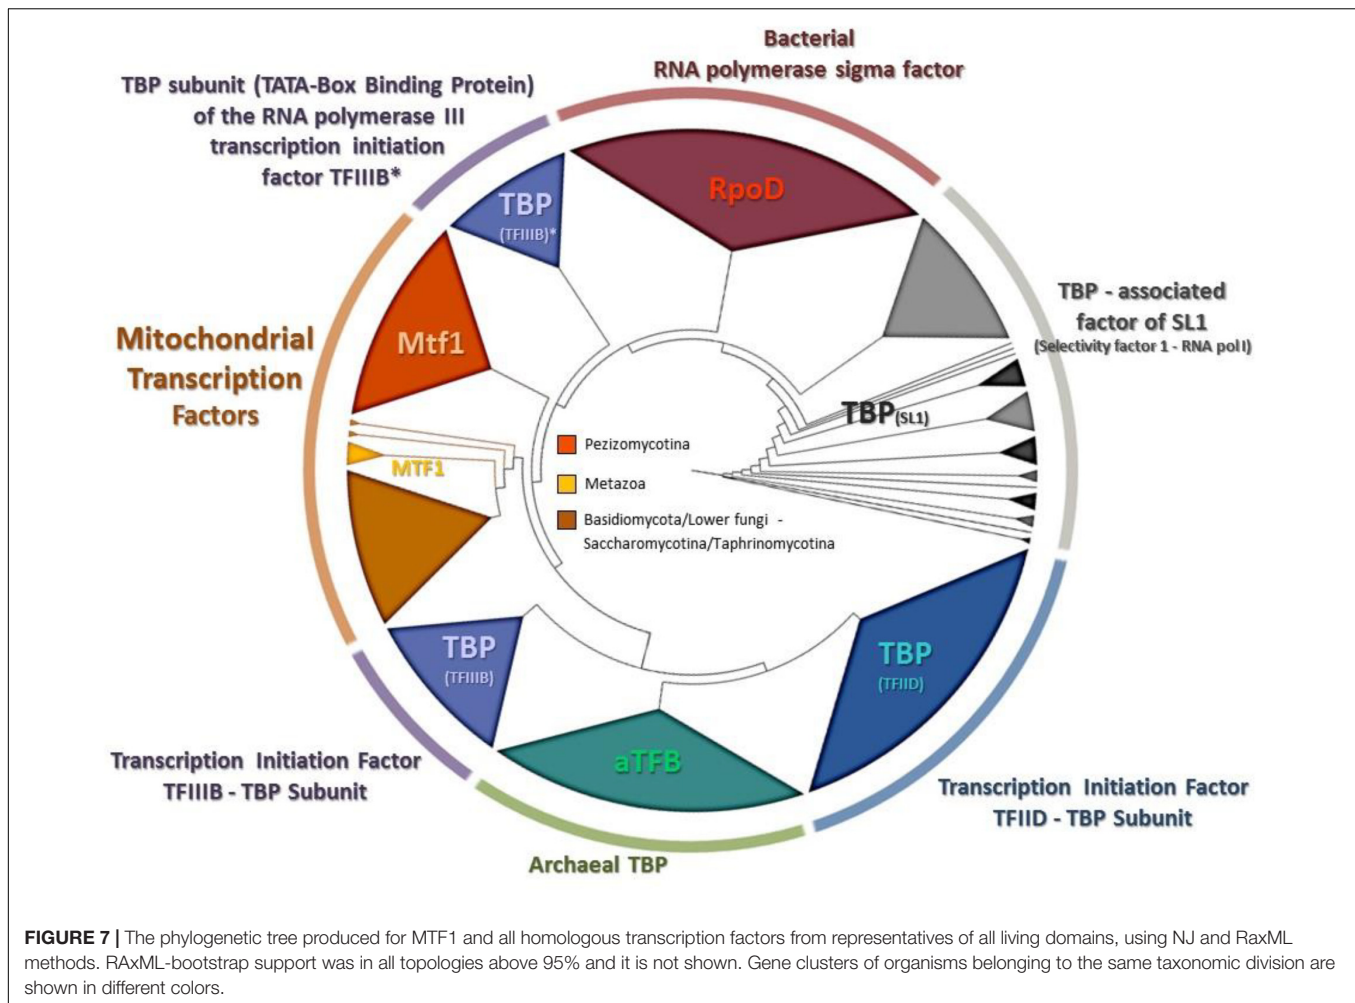 Bacterial
RNA polymerase sigma factor
TBP subunit (TATA-Box Binding Protein)
of the RNA polymerase III
transcription initiation
factor TFIIIB*
RpoD
TBP
(TFIIIB)*
TBP - associated
factor of SL1
(Selectivity factor 1 - RNA pol I)
Mitochondrial
Transcription
Factors
Mtf1
TBP(SL1)
MTF1
Pezizomycotina
Metazoa
Basidiomycota/Lower fungi -
Saccharomycotina/Taphrinomycotina
TBP
(TFIIIB)
TBP
(TFIID)
aTFB
Transcription Initiation Factor
TFIIIB - TBP Subunit
Transcription Initiation Factor
TFIID - TBP Subunit
Archaeal TBP
FIGURE 7 | The phylogenetic tree produced for MTF1 and all homologous transcription factors from representatives of all living domains, using NJ and RaxML
methods. RAxML-bootstrap support was in all topologies above 95% and it is not shown. Gene clusters of organisms belonging to the same taxonomic division are
shown in different colors.